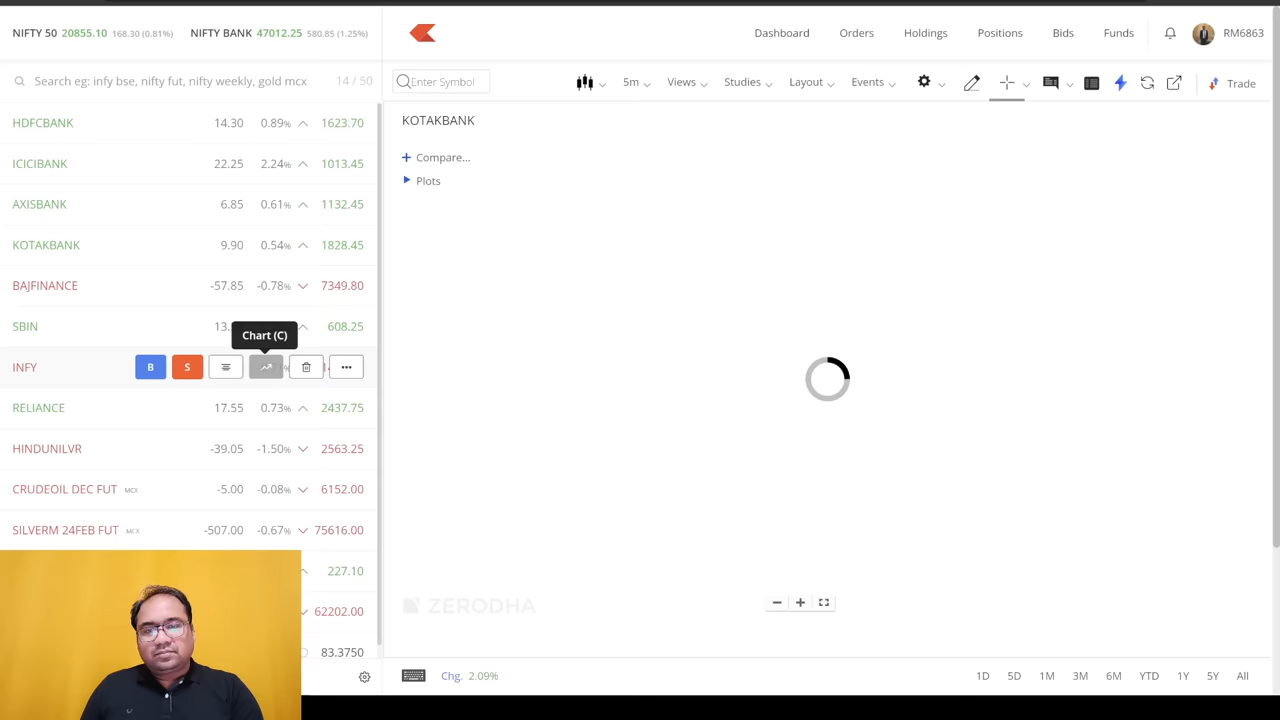 NIFTY 50 20855.10 168.30 (0.81%) NIFTY BANK 47012.25 580.85 (1.25%)
Dashboard Orders Holdings Positions Bids Funds RM6863
Search eg: infy bse, nifty fut, nifty weekly, gold mcx 14 / 50
Enter Symbol 5m Views Studies Layout Events Trade
HDFCBANK 14.30 0.89% 1623.70
ICICIBANK 22.25 2.24% 1013.45
AXISBANK 6.85 0.61% 1132.45
KOTAKBANK 9.90 0.54% 1828.45
BAJFINANCE -57.85 -0.78% 7349.80
SBIN 13. 608.25
Chart (C)
INFY B S
RELIANCE 17.55 0.73% 2437.75
HINDUNILVR -39.05 -1.50% 2563.25
CRUDEOIL DEC FUT MCX -5.00 -0.08% 6152.00
SILVERM 24FEB FUT MCX -507.00 -0.67% 75616.00
227.10
62202.00
83.3750
KOTAKBANK
+ Compare...
Plots
ZERODHA
Chg. 2.09% 1D 5D 1M 3M 6M YTD 1Y 5Y All